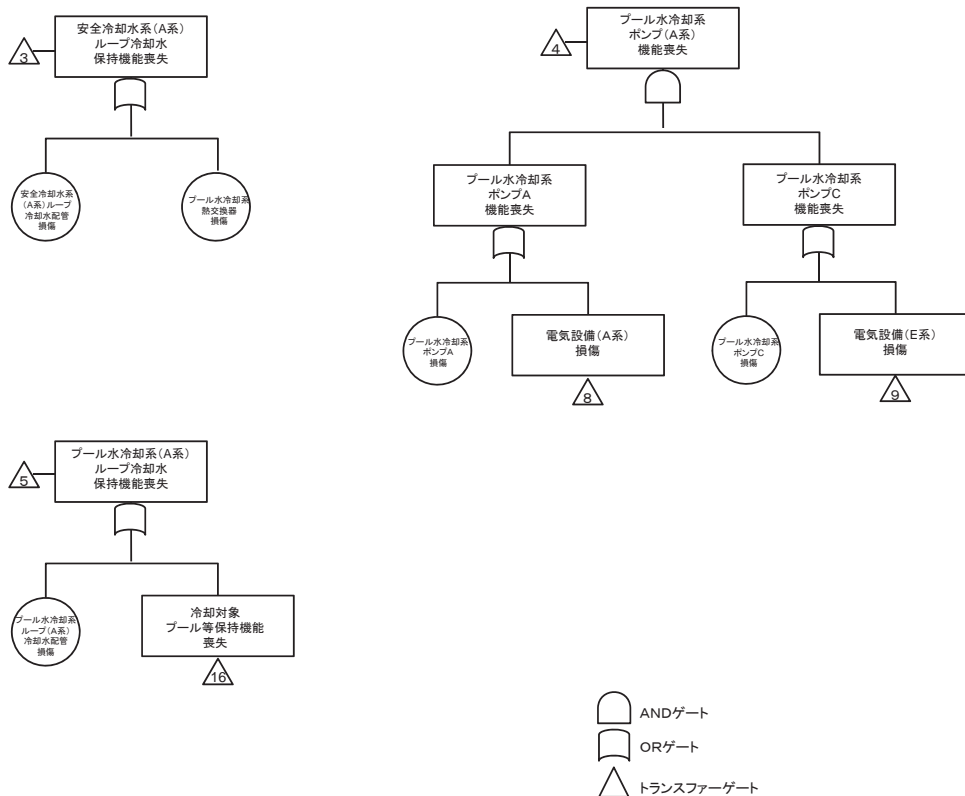 安全冷却水系(A系)
ループ冷却水
保持機能喪失
3
安全冷却水系
(A系)ループ
冷却水配管
損傷
プール水冷却系
熱交換器
損傷
プール水冷却系
ポンプ(A系)
機能喪失
4
プール水冷却系
ポンプA
機能喪失
プール水冷却系
ポンプC
機能喪失
プール水冷却系
ポンプA
損傷
電気設備(A系)
損傷
8
プール水冷却系
ポンプC
損傷
電気設備(E系)
損傷
9
プール水冷却系(A系)
ループ冷却水
保持機能喪失
5
プール水冷却系
ループ(A系)
冷却水配管
損傷
冷却対象
プール等保持機能
喪失
16
ANDゲート
ORゲート
トランスファーゲート